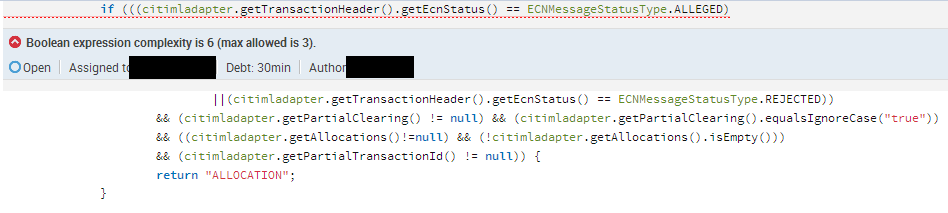 if (((citimladapter.getTransactionHeader().getEcnStatus() == ECNMessageStatusType.ALLEGED)
Boolean expression complexity is 6 (max allowed is 3).
Open Assigned to Debt: 30min Author
||(citimladapter.getTransactionHeader().getEcnStatus() == ECNMessageStatusType.REJECTED))
&& (citimladapter.getPartialClearing() != null) && (citimladapter.getPartialClearing().equalsIgnoreCase("true"))
&& ((citimladapter.getAllocations()!=null) && (!citimladapter.getAllocations().isEmpty()))
&& (citimladapter.getPartialTransactionId() != null)) {
return "ALLOCATION";
}